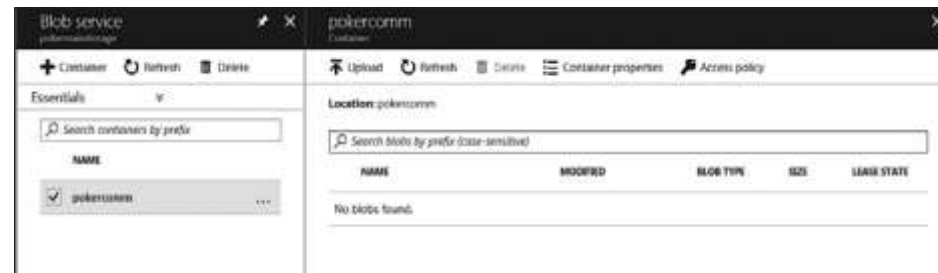 Blob service
pokermainstorage
Container Refresh Delete
Essentials
Search containers by prefix
NAME
pokercomm ...
pokercomm
Container
Upload Refresh Delete Container properties Access policy
Location: pokercomm
Search blobs by prefix (case-sensitive)
NAME MODIFIED BLOB TYPE SIZE LEASE STATE
No blobs found.